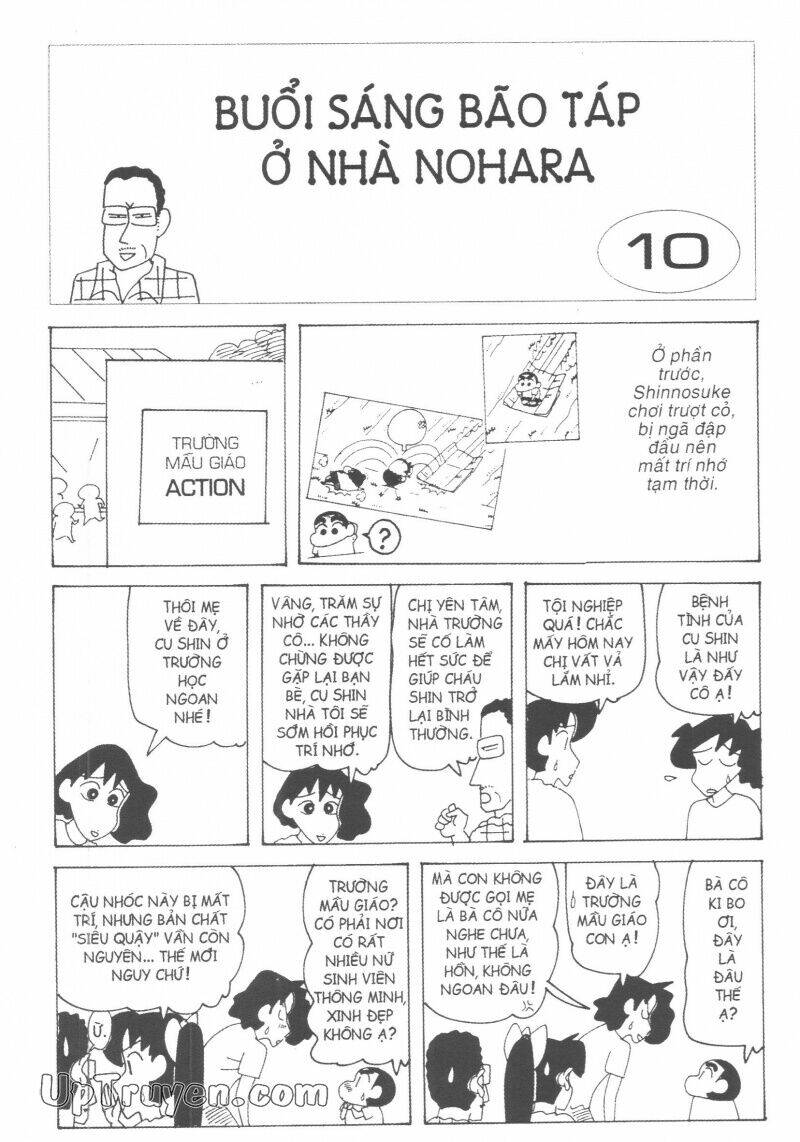 BUỔI SÁNG BÃO TÁP
Ở NHÀ NOHARA
10
Ở phần
trước,
Shinnosuke
chơi trượt cỏ,
bị ngã đập
đầu nên
mất trí nhớ
tạm thời.
?
TRƯỜNG
MẪU GIÁO
ACTION
BỆNH
TÌNH CỦA
CU SHIN
LÀ NHƯ
VẬY ĐẤY
CÔ Ạ!
TỘI NGHIỆP
QUÁ! CHẮC
MẤY HÔM NAY
CHỊ VẤT VẢ
LẮM NHỈ.
CHỊ YÊN TÂM,
NHÀ TRƯỜNG
SẼ CỐ LÀM
HẾT SỨC ĐỂ
GIÚP CHÁU
SHIN TRỞ
LẠI BÌNH
THƯỜNG.
VÂNG, TRĂM SỰ
NHỜ CÁC THẦY
CÔ... KHÔNG
CHỪNG ĐƯỢC
GẶP LẠI BẠN
BÈ, CU SHIN
NHÀ TÔI SẼ
SỚM HỒI PHỤC
TRÍ NHỚ.
THÔI MẸ
VỀ ĐÂY,
CU SHIN Ở
TRƯỜNG
HỌC
NGOAN
NHÉ!
BÀ CÔ
KI BO
ƠI,
ĐÂY
LÀ
ĐÂU
THẾ
Ạ?
ĐÂY LÀ
TRƯỜNG
MẪU GIÁO
CON Ạ!
MÀ CON KHÔNG
ĐƯỢC GỌI MẸ
LÀ BÀ CÔ NỮA
NGHE CHƯA,
NHƯ THẾ LÀ
HỖN, KHÔNG
NGOAN ĐÂU!
TRƯỜNG
MẪU GIÁO?
CÓ PHẢI NƠI
CÓ RẤT
NHIỀU NỮ
SINH VIÊN
THÔNG MINH,
XINH ĐẸP
KHÔNG Ạ?
CẬU NHÓC NÀY BỊ MẤT
TRÍ, NHƯNG BẢN CHẤT
"SIÊU QUẬY" VẪN CÒN
NGUYÊN... THẾ MỚI
NGUY CHỨ!
Ừ.
UpTruyen.com